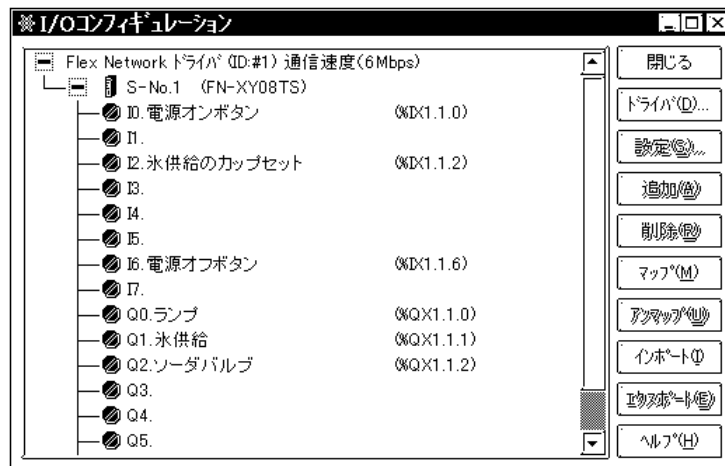 I/Oコンフィギュレーション
Flex Network ドライバ (ID:#1) 通信速度(6Mbps)
S-No.1 (FN-XY08TS)
I0.電源オンボタン (%IX1.1.0)
I1.
I2.氷供給のカップセット (%IX1.1.2)
I3.
I4.
I5.
I6.電源オフボタン (%IX1.1.6)
I7.
Q0.ランプ (%QX1.1.0)
Q1.氷供給 (%QX1.1.1)
Q2.ソーダバルブ (%QX1.1.2)
Q3.
Q4.
Q5.
閉じる
ドライバ(D)...
設定(S)...
追加(A)
削除(R)
マップ(M)
アンマップ(U)
インポート(I)
エクスポート(E)
ヘルプ(H)